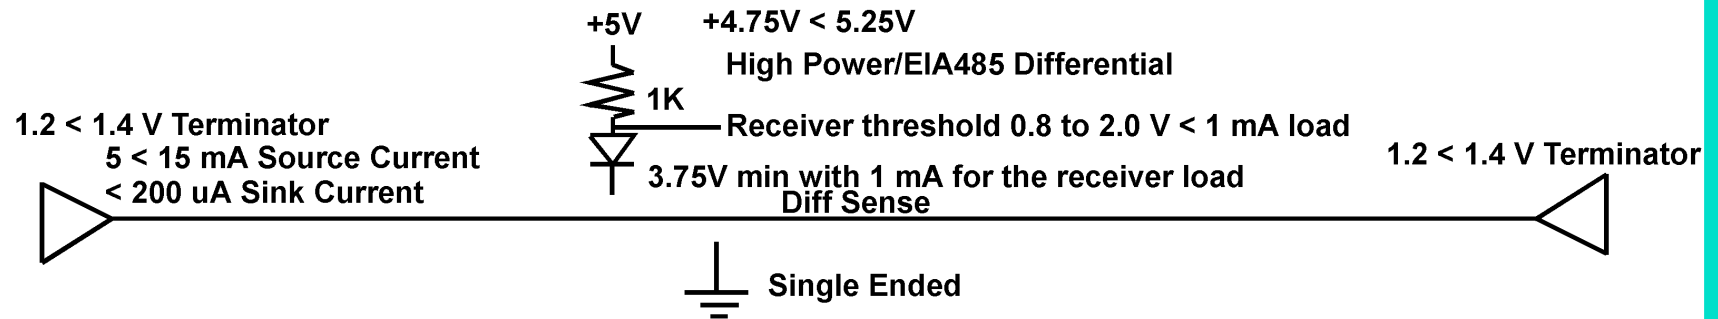 +5V
+4.75V < 5.25V
High Power/EIA485 Differential
1K
1.2 < 1.4 V Terminator
Receiver threshold 0.8 to 2.0 V < 1 mA load
5 < 15 mA Source Current
1.2 < 1.4 V Terminator
3.75V min with 1 mA for the receiver load
< 200 uA Sink Current
Diff Sense
Single Ended